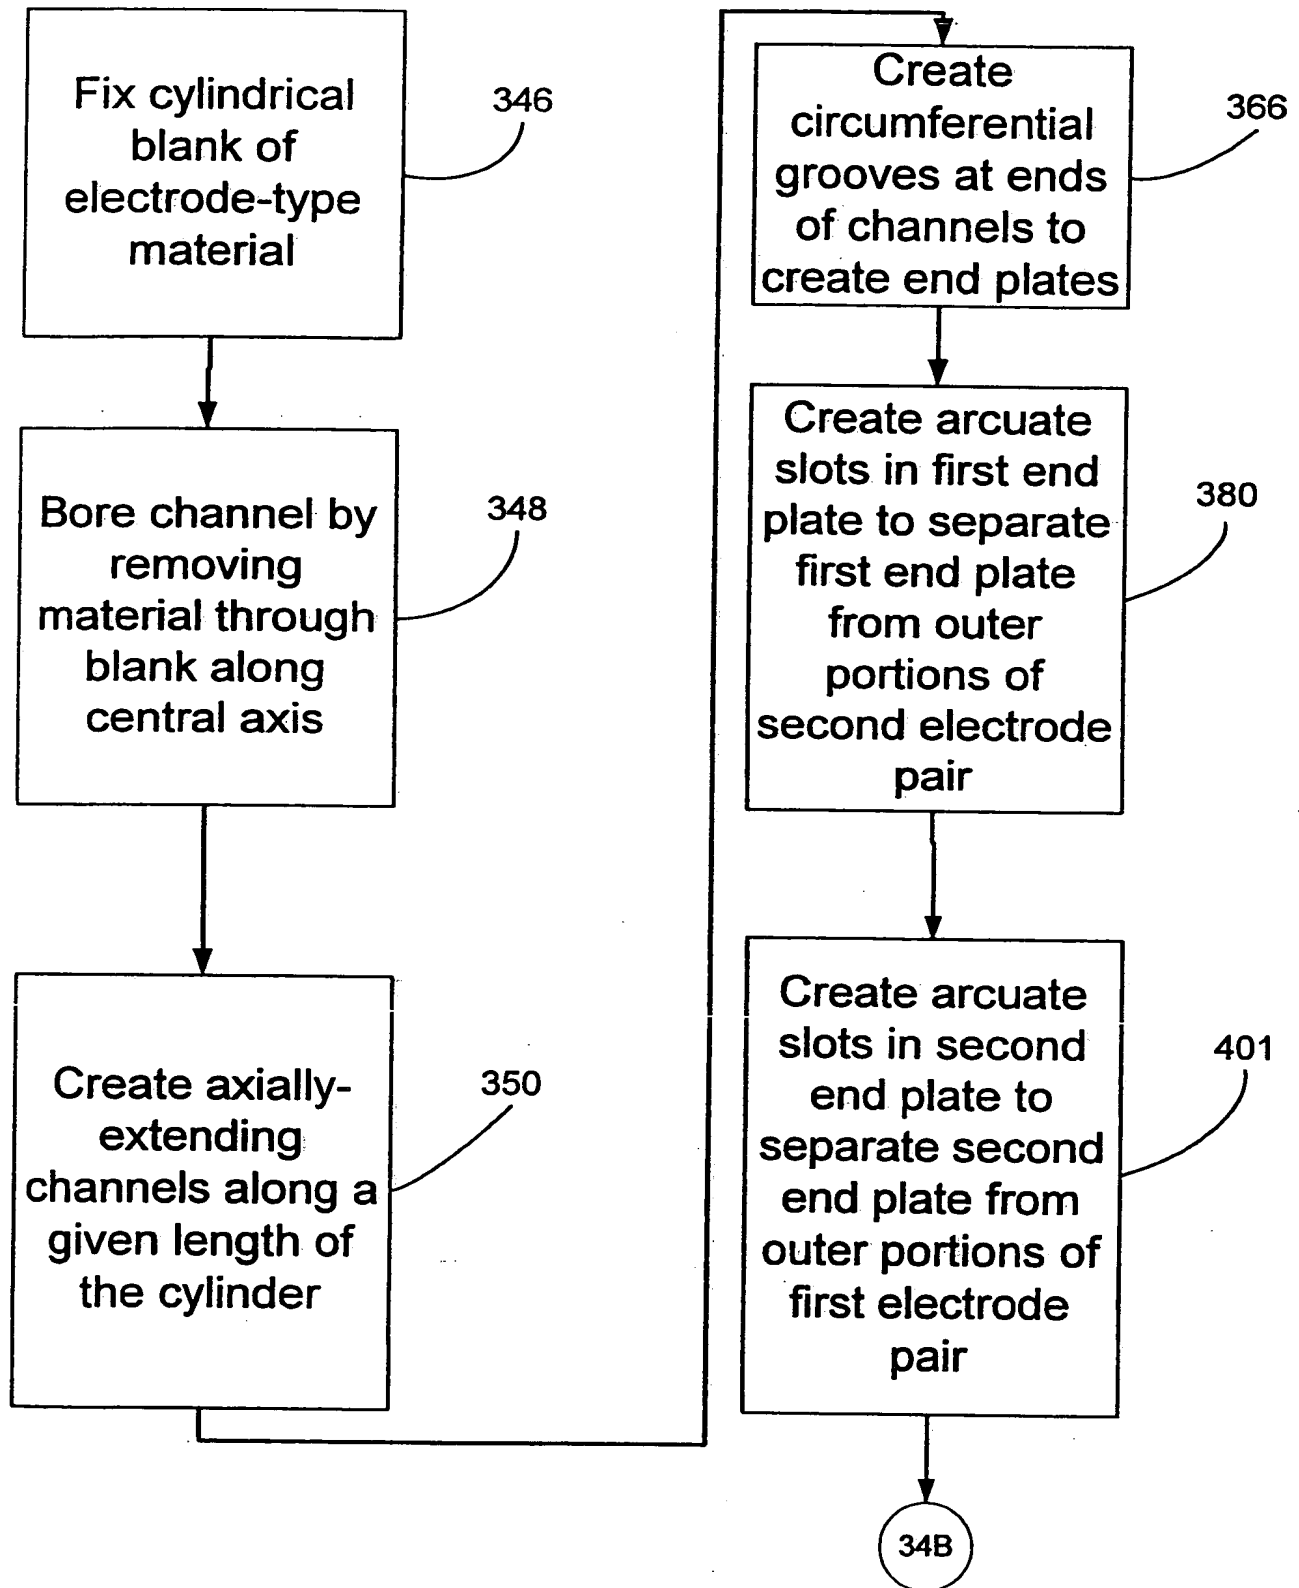 Fix cylindrical
blank of
electrode-type
material
346
Bore channel by
removing
material through
blank along
central axis
348
Create axially-
extending
channels along a
given length of
the cylinder
350
Create
circumferential
grooves at ends
of channels to
create end plates
366
Create arcuate
slots in first end
plate to separate
first end plate
from outer
portions of
second electrode
pair
380
Create arcuate
slots in second
end plate to
separate second
end plate from
outer portions of
first electrode
pair
401
34B